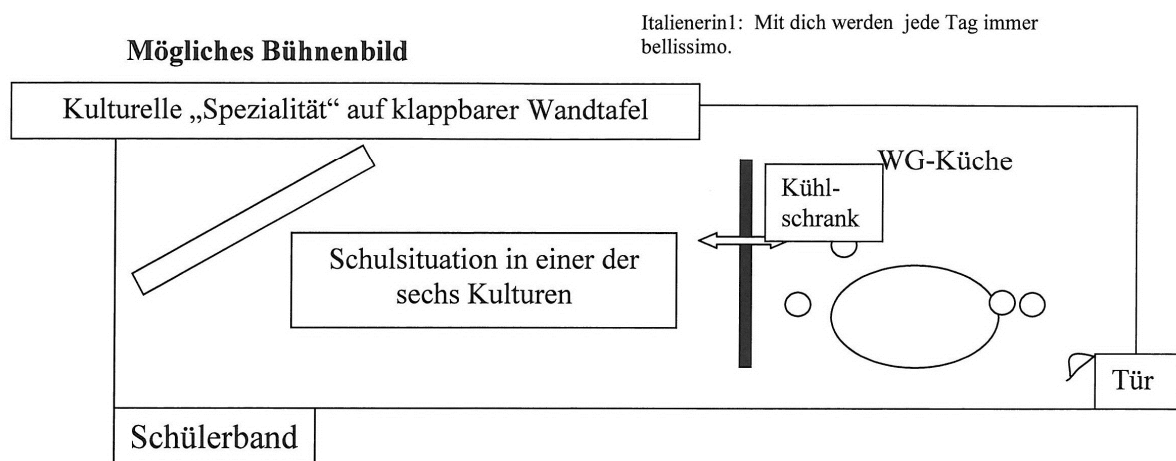 Italienerin1: Mit dich werden jede Tag immer
bellissimo.
Mögliches Bühnenbild
Kulturelle „Spezialität“ auf klappbarer Wandtafel
WG-Küche
Kühl-
schrank
Schulsituation in einer der
sechs Kulturen
Tür
Schülerband